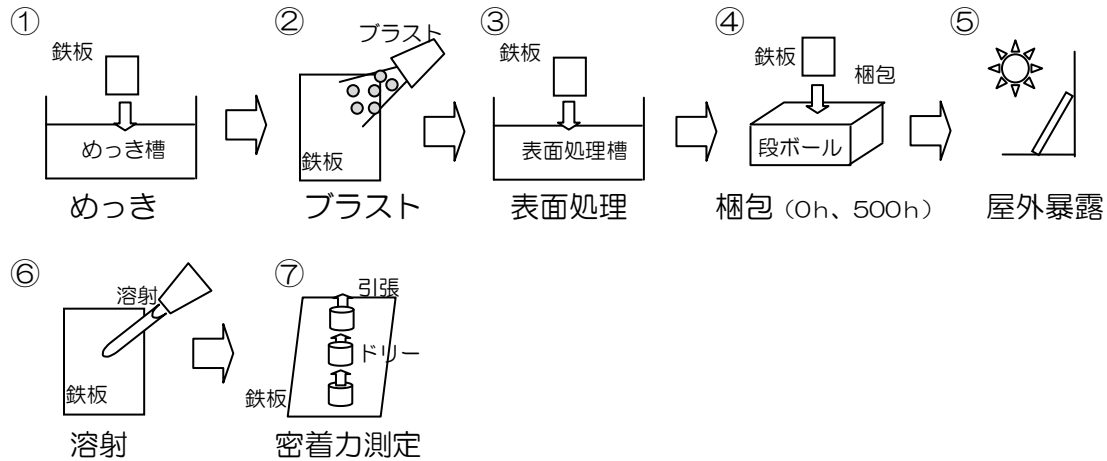 ①
鉄板
めっき槽
めっき
②
ブラスト
鉄板
ブラスト
③
鉄板
表面処理槽
表面処理
④
鉄板
梱包
段ボール
梱包(0h、500h)
⑤
屋外暴露
⑥
溶射
鉄板
溶射
⑦
引張
ドリー
鉄板
密着力測定